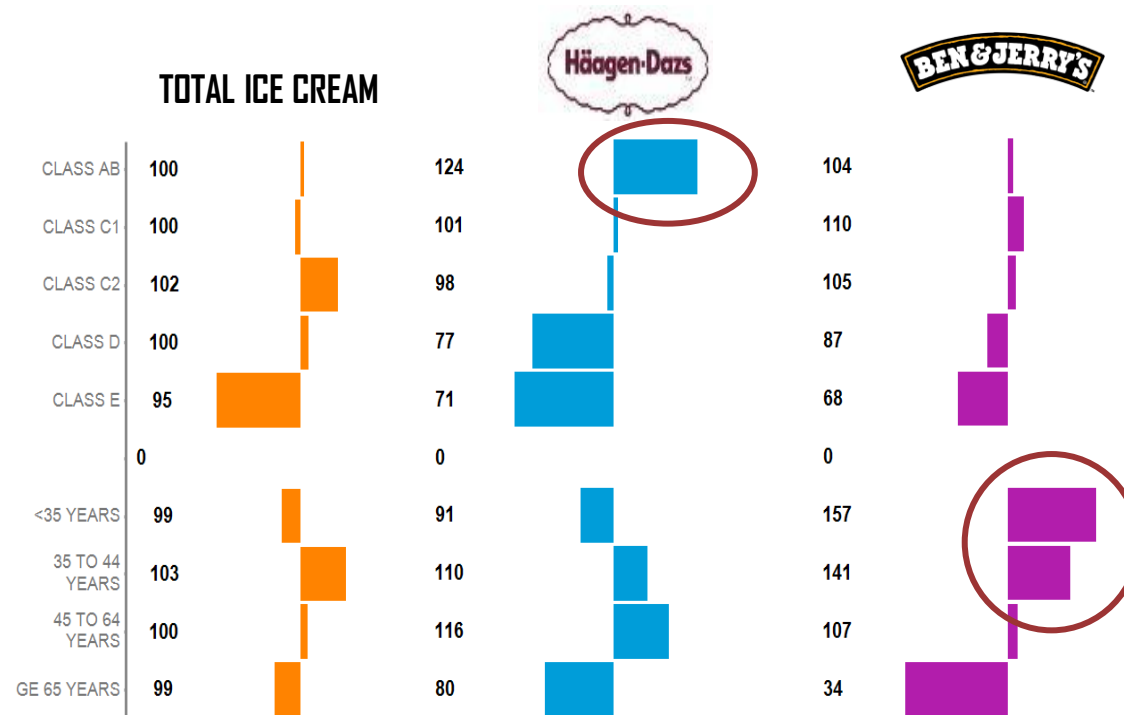 TOTAL ICE CREAM
Häagen-Dazs
BEN & JERRY'S
CLASS AB 100 124 104
CLASS C1 100 101 110
CLASS C2 102 98 105
CLASS D 100 77 87
CLASS E 95 71 68
0 0 0
<35 YEARS 99 91 157
35 TO 44
YEARS 103 110 141
45 TO 64
YEARS 100 116 107
GE 65 YEARS 99 80 34